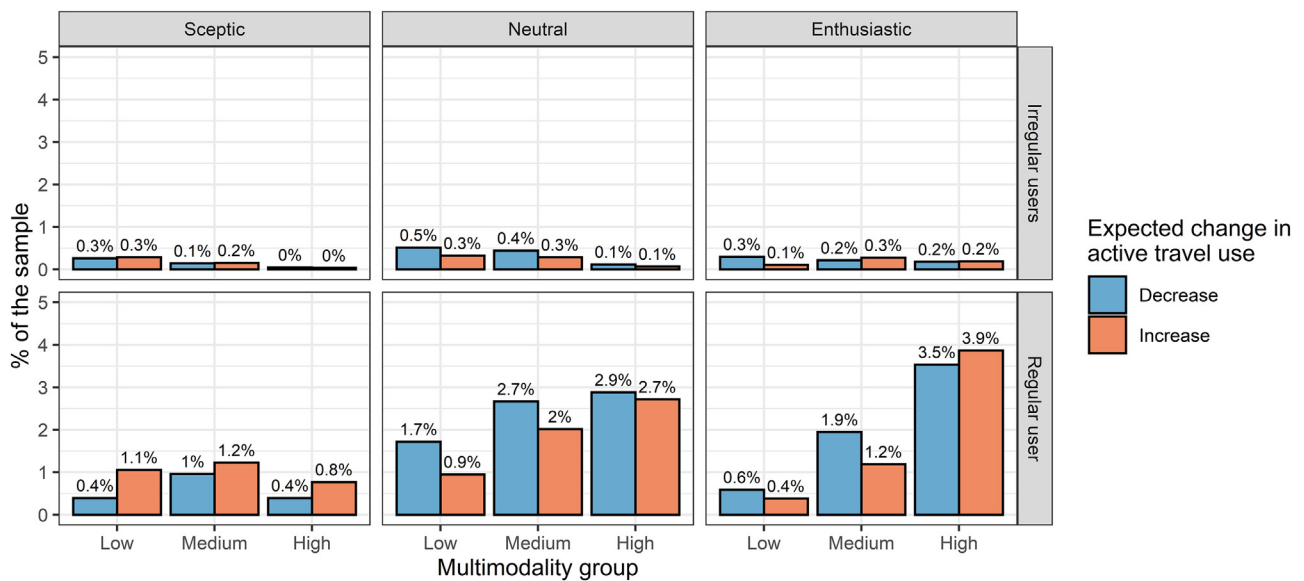 Sceptic
Neutral
Enthusiastic
% of the sample
5
4
3
2
1
0
0.3% 0.3% 0.1% 0.2% 0% 0%
0.5% 0.3% 0.4% 0.3% 0.1% 0.1%
0.3% 0.1% 0.2% 0.3% 0.2% 0.2%
Irregular users
5
4
3
2
1
0
0.4% 1.1% 1% 1.2% 0.4% 0.8%
1.7% 0.9% 2.7% 2% 2.9% 2.7%
0.6% 0.4% 1.9% 1.2% 3.5% 3.9%
Regular user
Low Medium High
Low Medium High
Low Medium High
Multimodality group
Expected change in
active travel use
Decrease
Increase